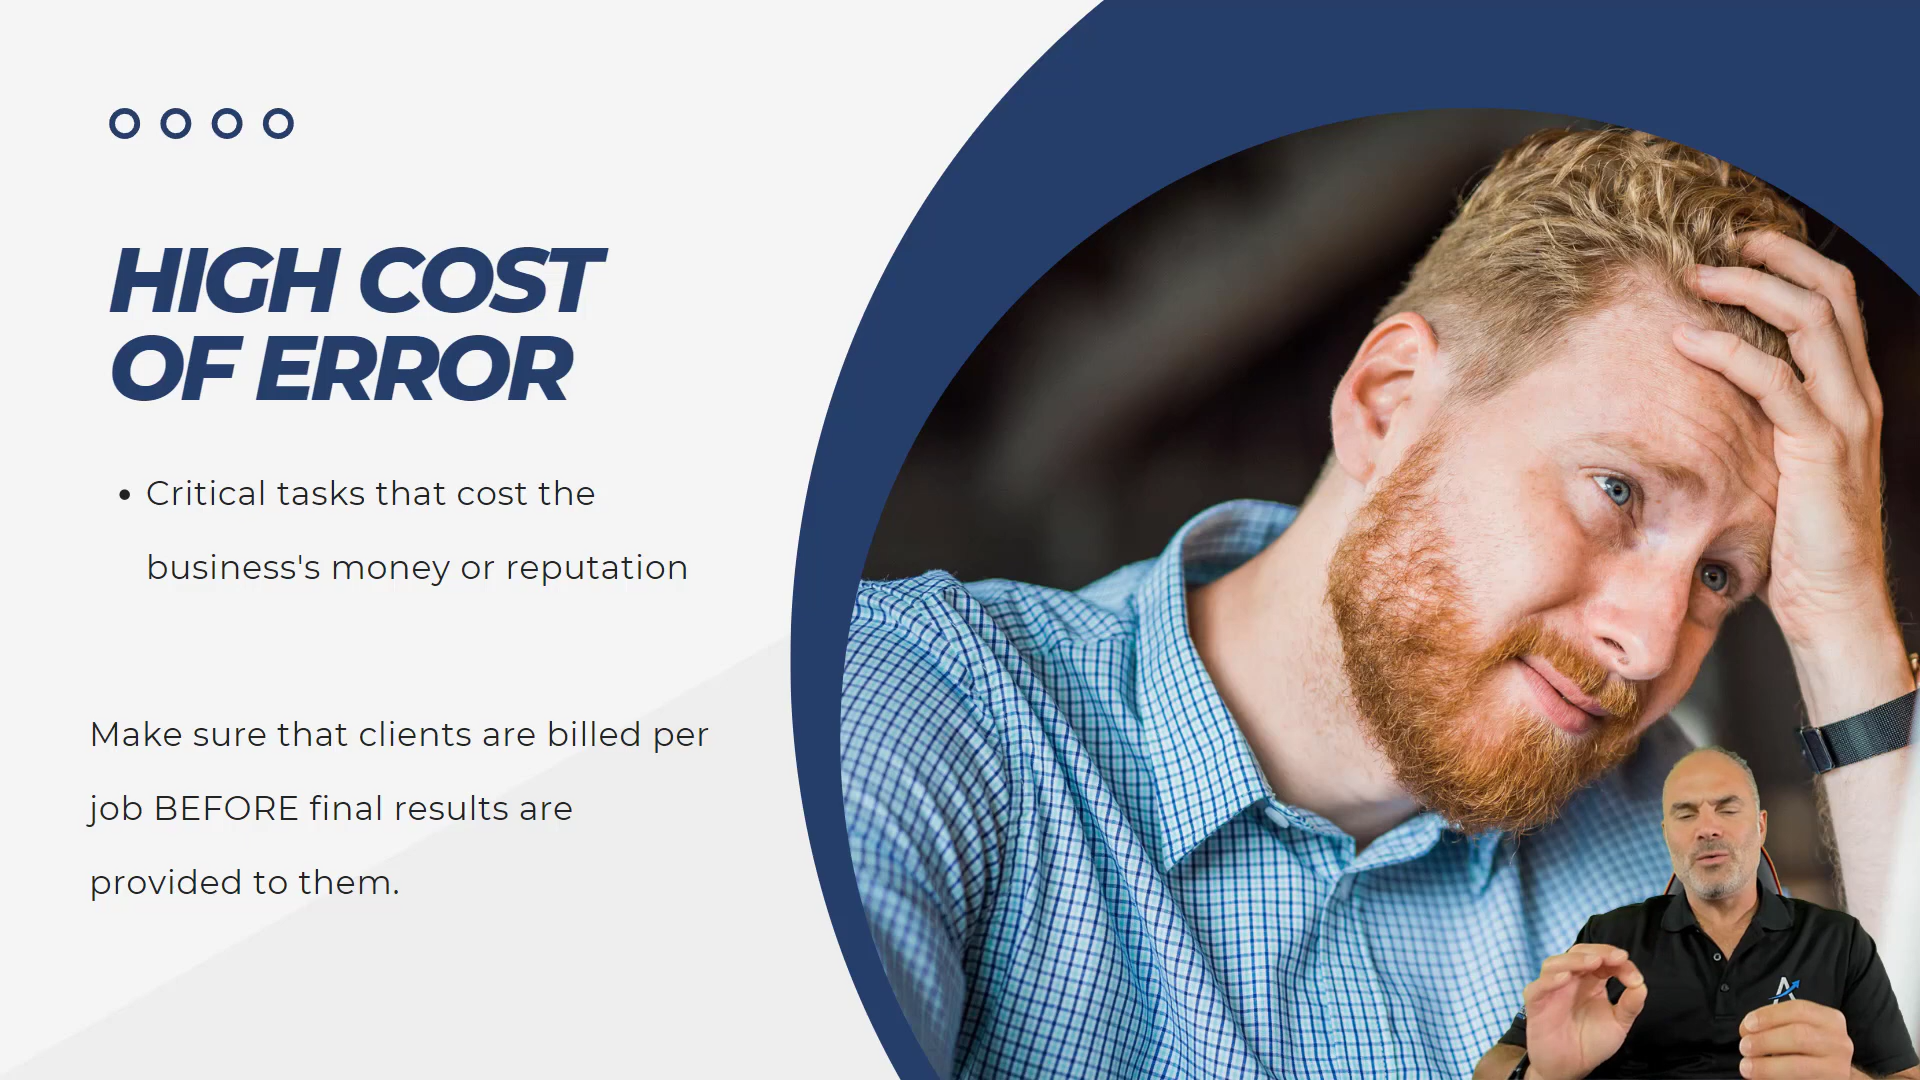 HIGH COST
OF ERROR
• Critical tasks that cost the
business's money or reputation
Make sure that clients are billed per
job BEFORE final results are
provided to them.